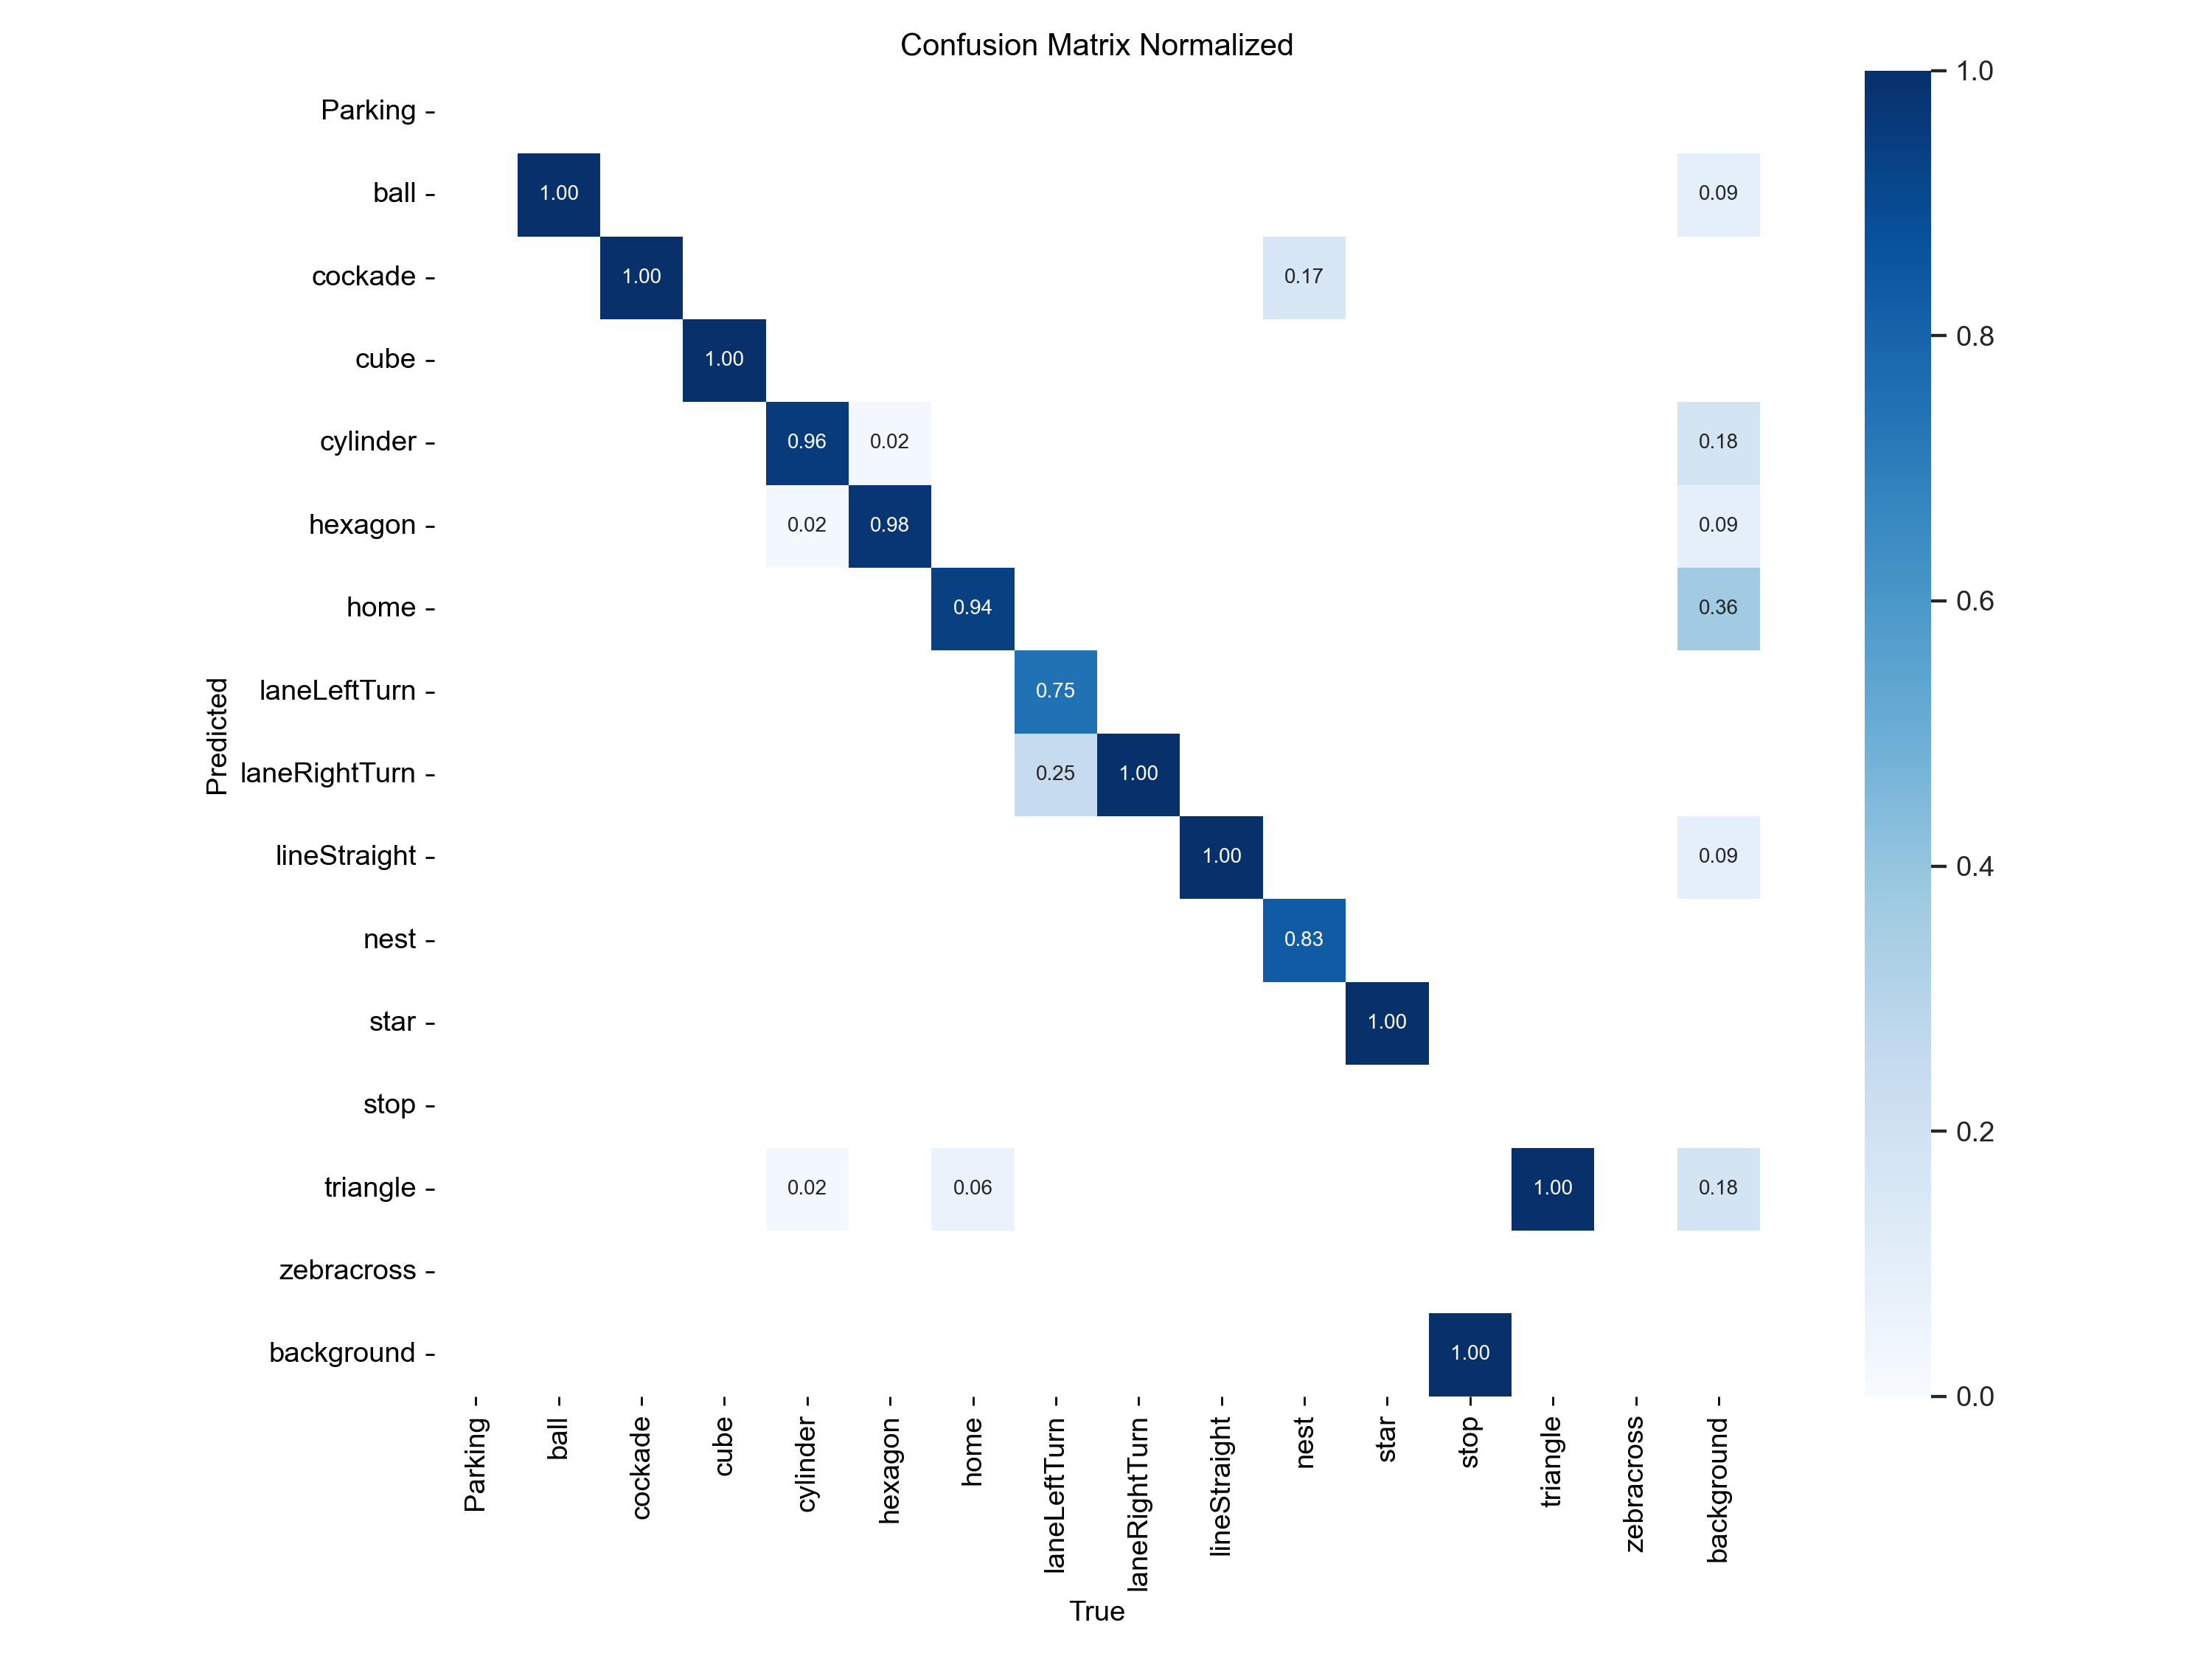 Confusion Matrix Normalized
Parking
ball 1.00 0.09
cockade 1.00 0.17
cube 1.00
cylinder 0.96 0.02 0.18
hexagon 0.02 0.98 0.09
home 0.94 0.36
laneLeftTurn 0.75
laneRightTurn 0.25 1.00
lineStraight 1.00 0.09
nest 0.83
star 1.00
stop
triangle 0.02 0.06 1.00 0.18
zebracross
background 1.00
Predicted
Parking ball cockade cube cylinder hexagon home laneLeftTurn laneRightTurn lineStraight nest star stop triangle zebracross background
True
1.0
0.8
0.6
0.4
0.2
0.0